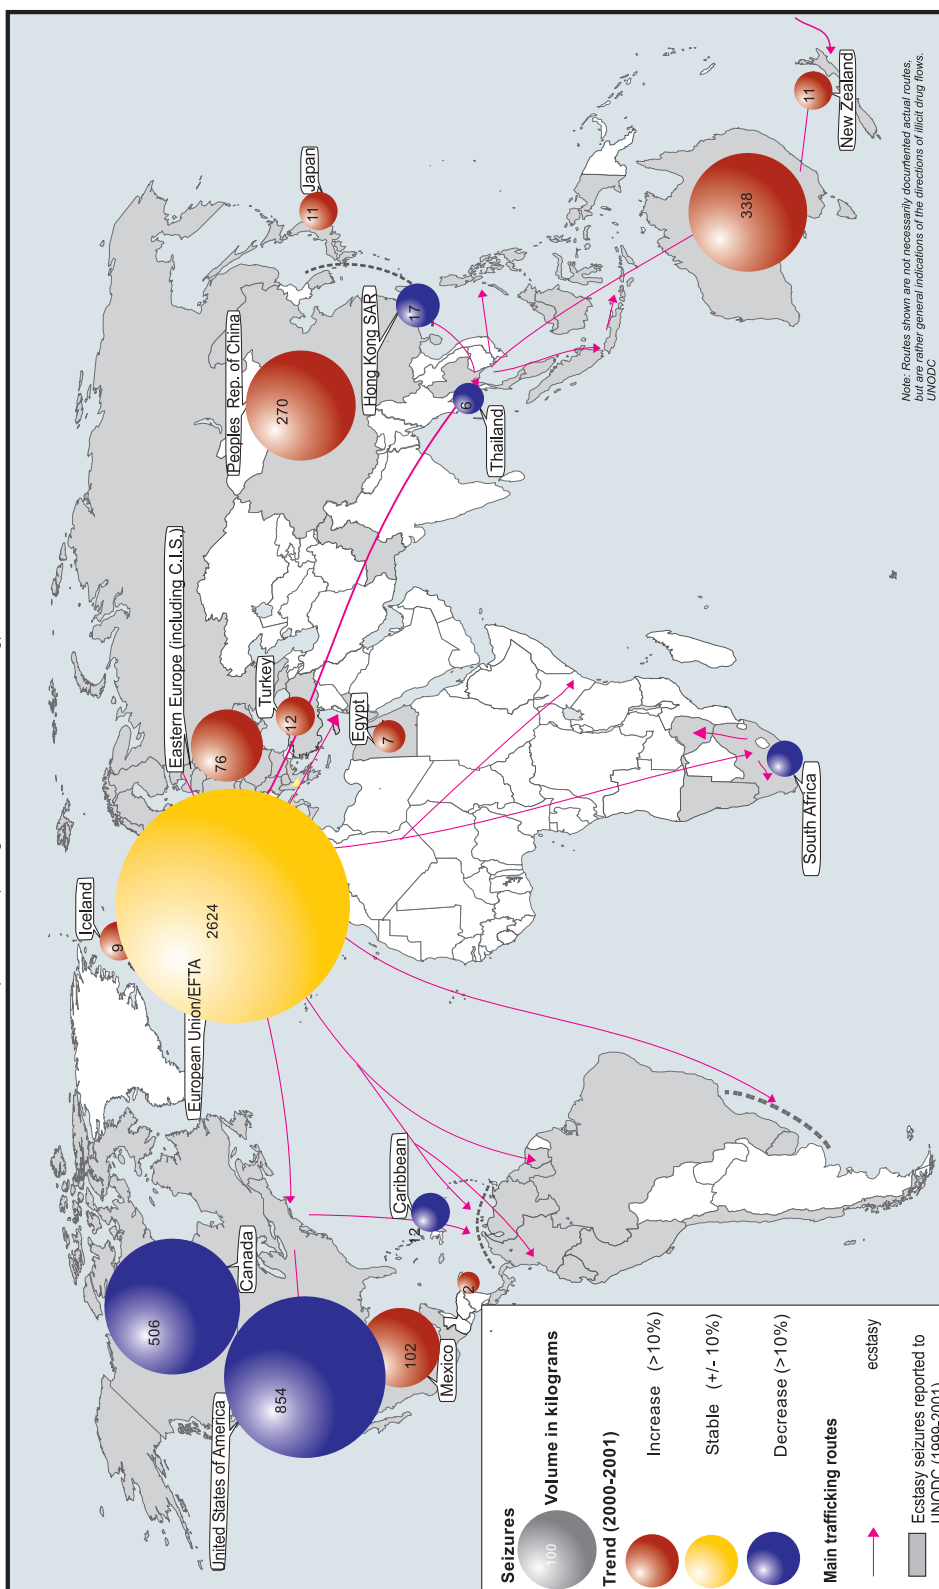 Iceland
9
European Union/EFTA
2624
Eastern Europe (including C.I.S.)
76
Turkey
12
Egypt
7
Peoples Rep. of China
270
Japan
11
Hong Kong SAR
17
Thailand
6
338
11
New Zealand
Canada
506
United States of America
854
Mexico
102
2
Caribbean
12
South Africa
Seizures
100
Volume in kilograms
Trend (2000-2001)
Increase (>10%)
Stable (+/- 10%)
Decrease (>10%)
Main trafficking routes
ecstasy
Ecstasy seizures reported to
UNODC (1999-2001)
Note: Routes shown are not necessarily documented actual routes,
but are rather general indications of the directions of illicit drug flows.
UNODC